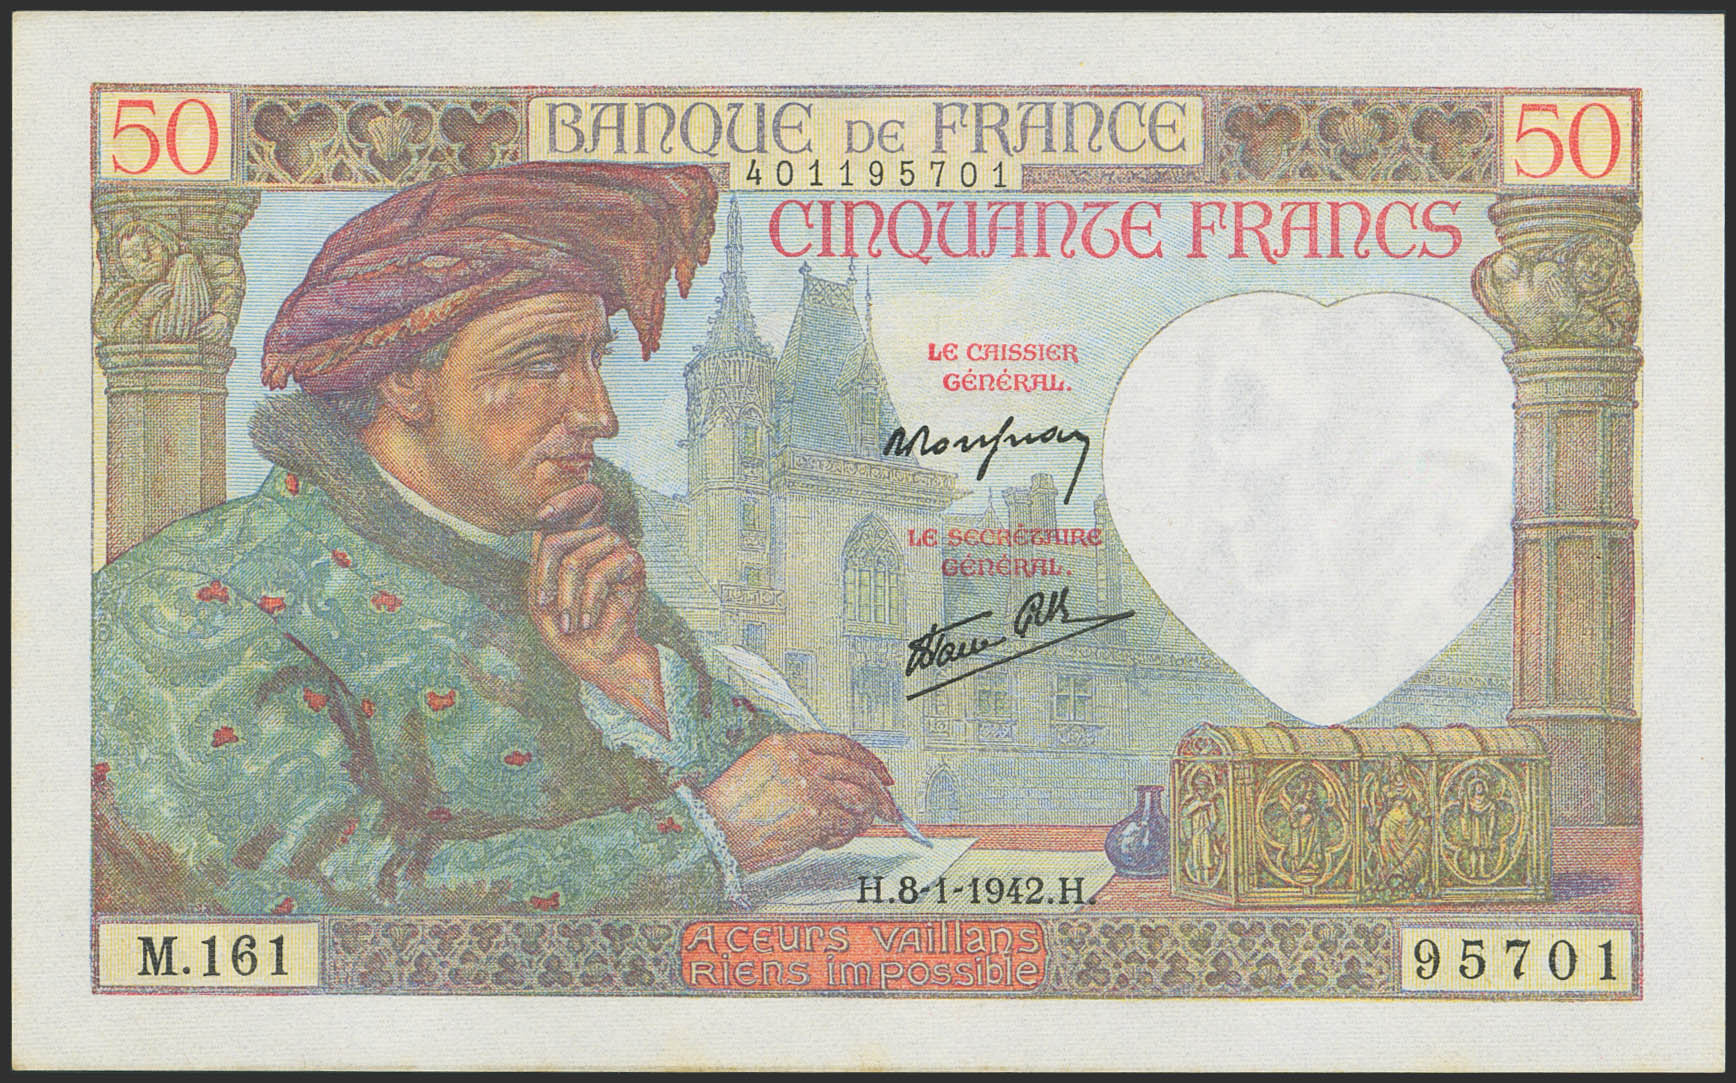 50
BANQUE DE FRANCE
50
401195701
CINQUANTE FRANCS
LE CAISSIER
GÉNÉRAL.
LE SECRÉTAIRE
GÉNÉRAL.
H.8-1-1942.H.
M.161
A CEURS VAILLANS
RIENS IMPOSSIBLE
95701